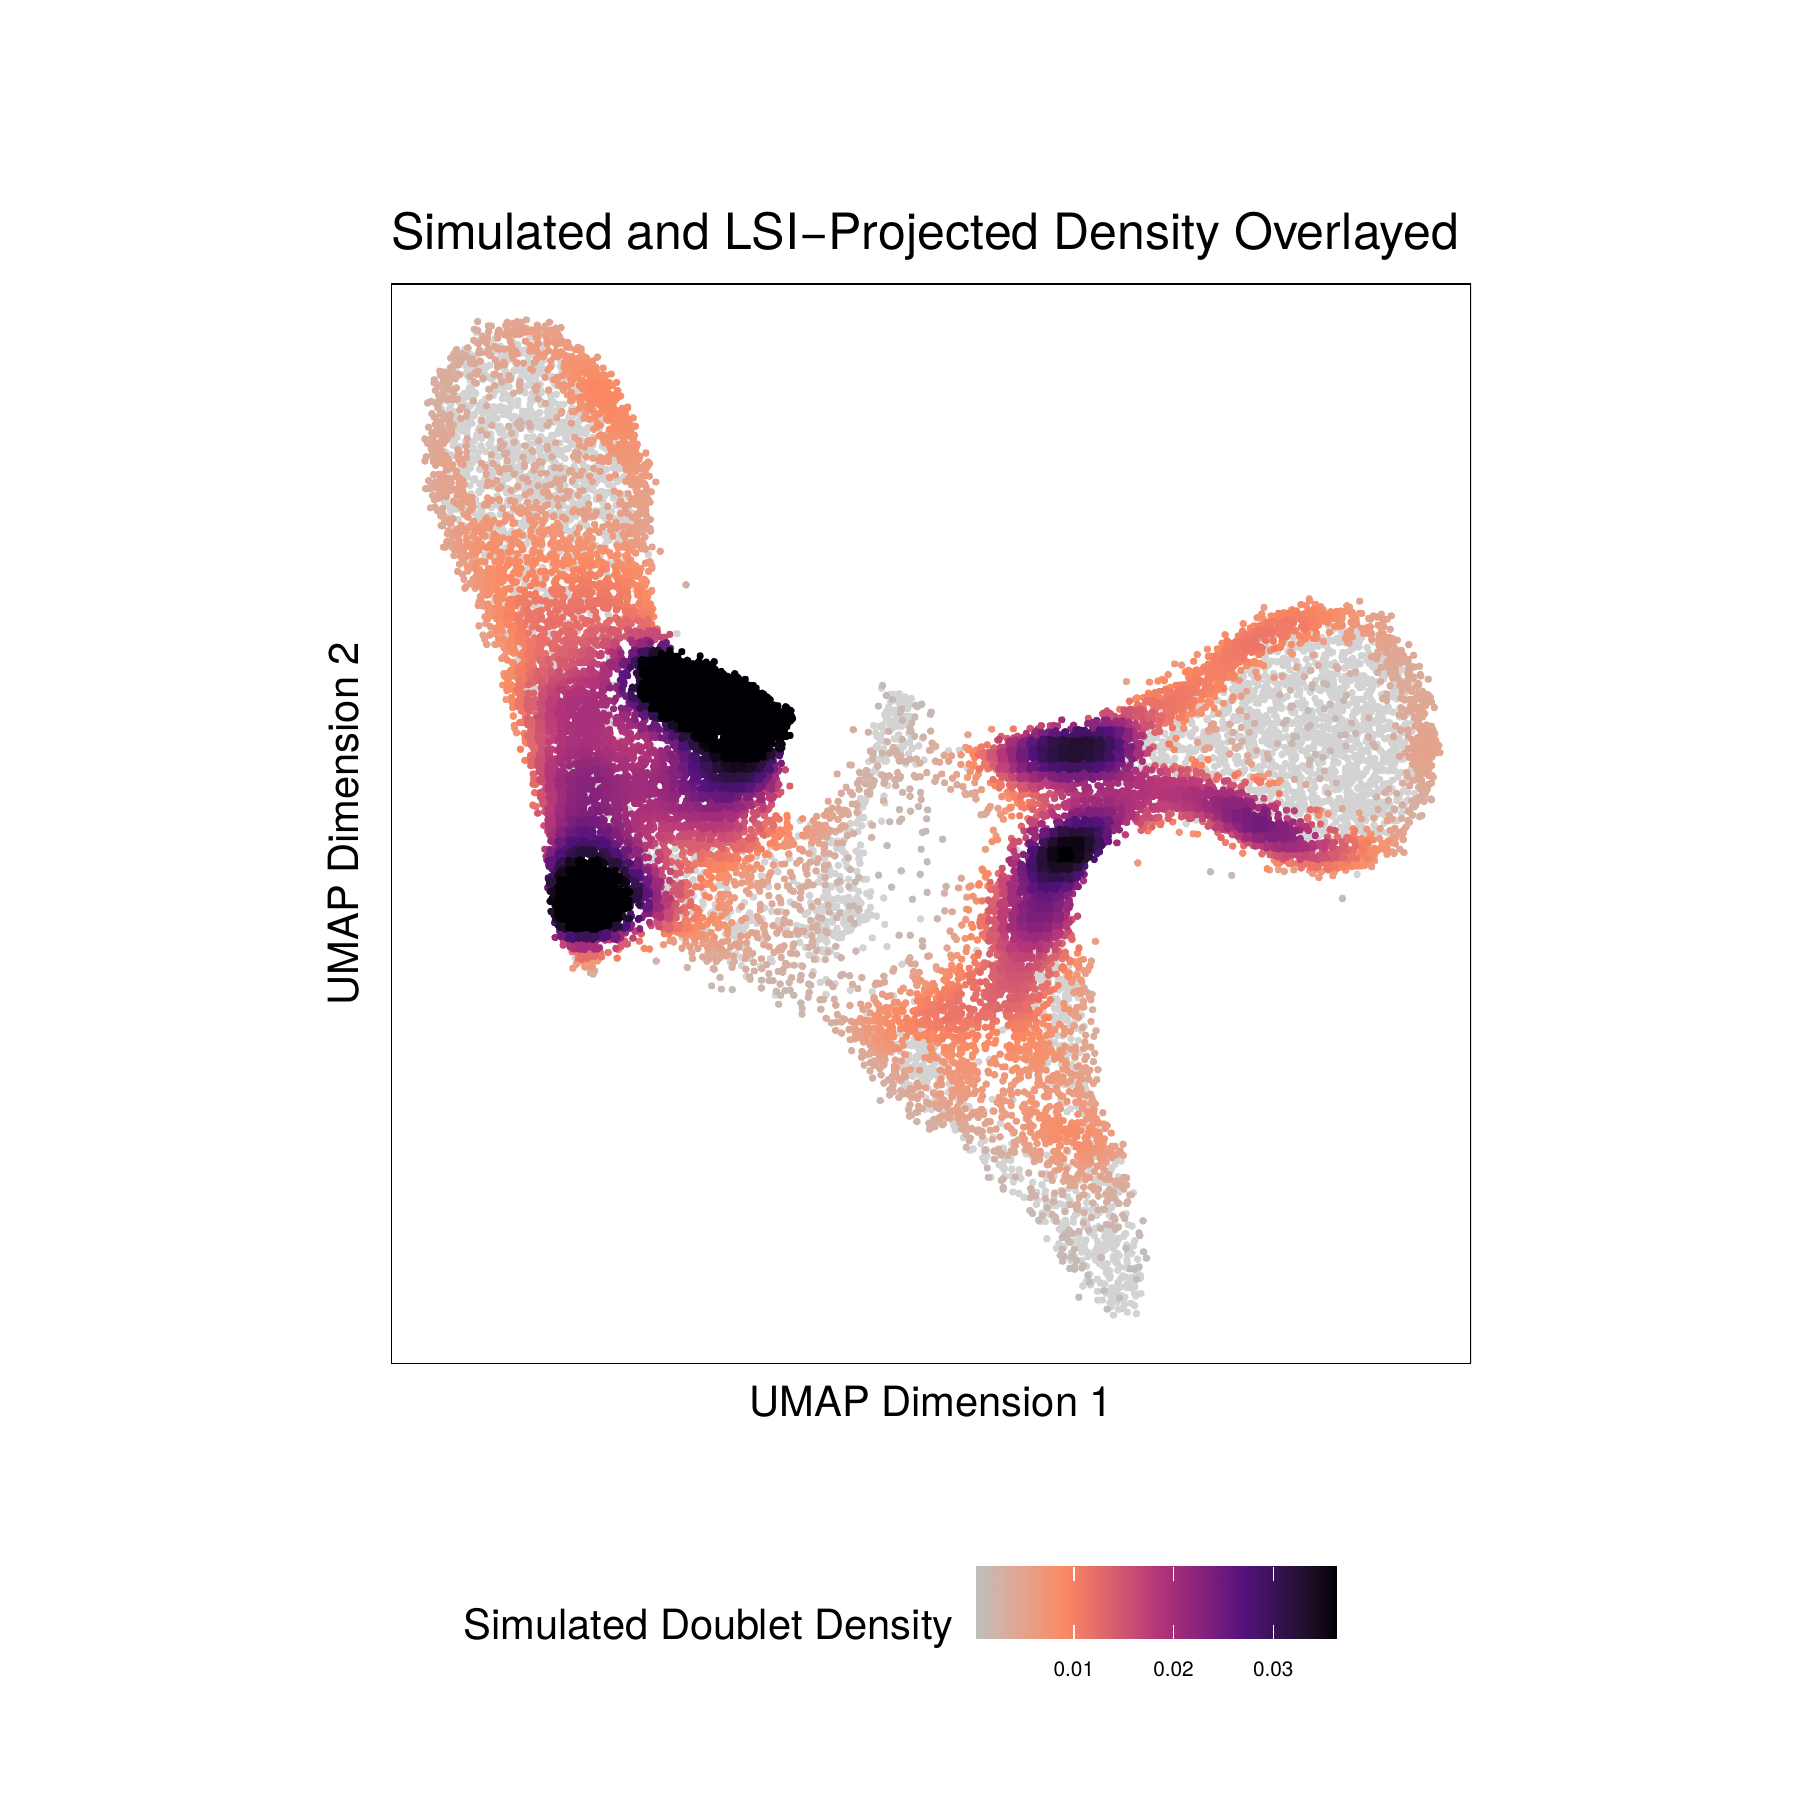 Simulated and LSI−Projected Density Overlayed
UMAP Dimension 2
UMAP Dimension 1
Simulated Doublet Density
0.01 0.02 0.03